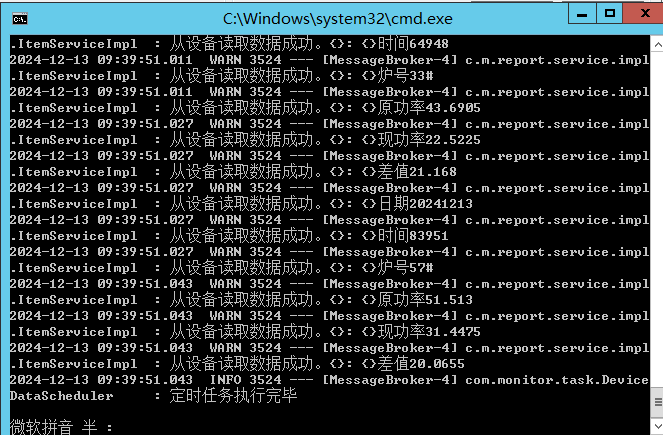 C:\Windows\system32\cmd.exe
.ItemServiceImpl  : 从设备读取数据成功。{}: {}时间64948
2024-12-13 09:39:51.011  WARN 3524 --- [MessageBroker-4] c.m.report.service.impl
.ItemServiceImpl  : 从设备读取数据成功。{}: {}炉号33#
2024-12-13 09:39:51.011  WARN 3524 --- [MessageBroker-4] c.m.report.service.impl
.ItemServiceImpl  : 从设备读取数据成功。{}: {}原功率43.6905
2024-12-13 09:39:51.027  WARN 3524 --- [MessageBroker-4] c.m.report.service.impl
.ItemServiceImpl  : 从设备读取数据成功。{}: {}现功率22.5225
2024-12-13 09:39:51.027  WARN 3524 --- [MessageBroker-4] c.m.report.service.impl
.ItemServiceImpl  : 从设备读取数据成功。{}: {}差值21.168
2024-12-13 09:39:51.027  WARN 3524 --- [MessageBroker-4] c.m.report.service.impl
.ItemServiceImpl  : 从设备读取数据成功。{}: {}日期20241213
2024-12-13 09:39:51.027  WARN 3524 --- [MessageBroker-4] c.m.report.service.impl
.ItemServiceImpl  : 从设备读取数据成功。{}: {}时间83951
2024-12-13 09:39:51.027  WARN 3524 --- [MessageBroker-4] c.m.report.service.impl
.ItemServiceImpl  : 从设备读取数据成功。{}: {}炉号57#
2024-12-13 09:39:51.043  WARN 3524 --- [MessageBroker-4] c.m.report.service.impl
.ItemServiceImpl  : 从设备读取数据成功。{}: {}原功率51.513
2024-12-13 09:39:51.043  WARN 3524 --- [MessageBroker-4] c.m.report.service.impl
.ItemServiceImpl  : 从设备读取数据成功。{}: {}现功率31.4475
2024-12-13 09:39:51.043  WARN 3524 --- [MessageBroker-4] c.m.report.service.impl
.ItemServiceImpl  : 从设备读取数据成功。{}: {}差值20.0655
2024-12-13 09:39:51.043  INFO 3524 --- [MessageBroker-4] com.monitor.task.Device
DataScheduler     : 定时任务执行完毕
微软拼音 半 :